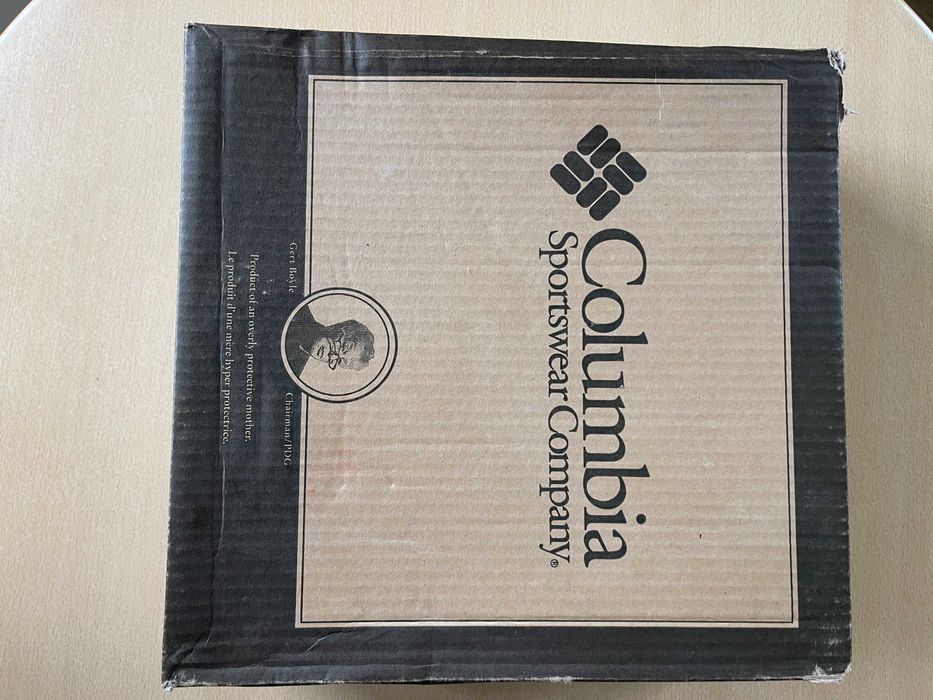 Columbia
Sportswear Company®
Gert Boyle
Chairman/PDG
Product of an overly protective mother.
Le produit d'une mère hyper protectrice.